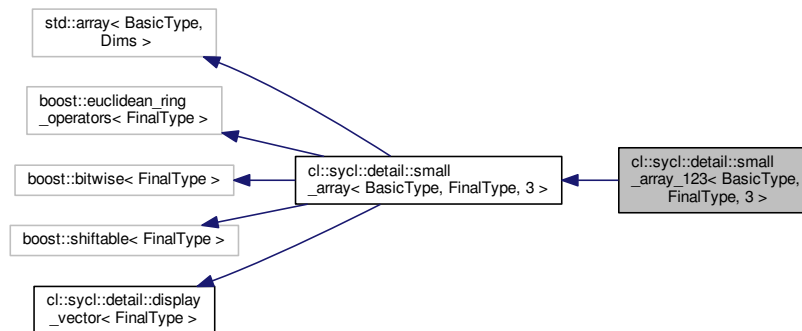 std::array< BasicType,
Dims >
boost::euclidean_ring
_operators< FinalType >
boost::bitwise< FinalType >
boost::shiftable< FinalType >
cl::sycl::detail::display
_vector< FinalType >
cl::sycl::detail::small
_array< BasicType, FinalType, 3 >
cl::sycl::detail::small
_array_123< BasicType,
FinalType, 3 >